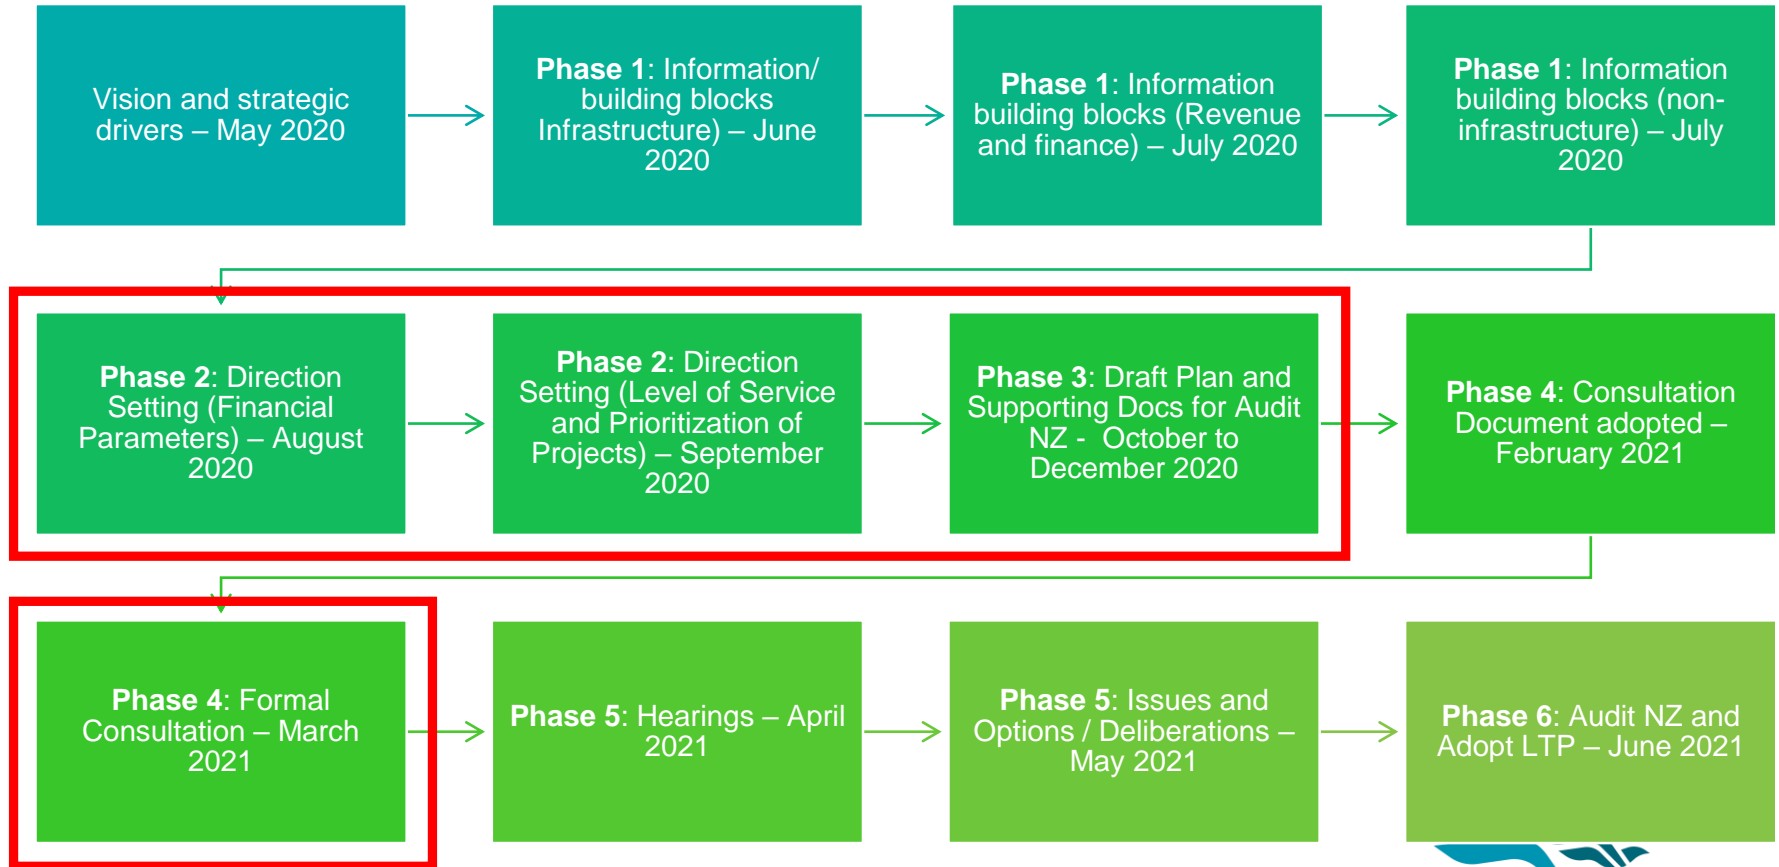 Vision and strategic
drivers – May 2020
Phase 1: Information/
building blocks
Infrastructure) – June
2020
Phase 1: Information
building blocks (Revenue
and finance) – July 2020
Phase 1: Information
building blocks (non-
infrastructure) – July
2020
Phase 2: Direction
Setting (Financial
Parameters) – August
2020
Phase 2: Direction
Setting (Level of Service
and Prioritization of
Projects) – September
2020
Phase 3: Draft Plan and
Supporting Docs for Audit
NZ - October to
December 2020
Phase 4: Consultation
Document adopted –
February 2021
Phase 4: Formal
Consultation – March
2021
Phase 5: Hearings – April
2021
Phase 5: Issues and
Options / Deliberations –
May 2021
Phase 6: Audit NZ and
Adopt LTP – June 2021